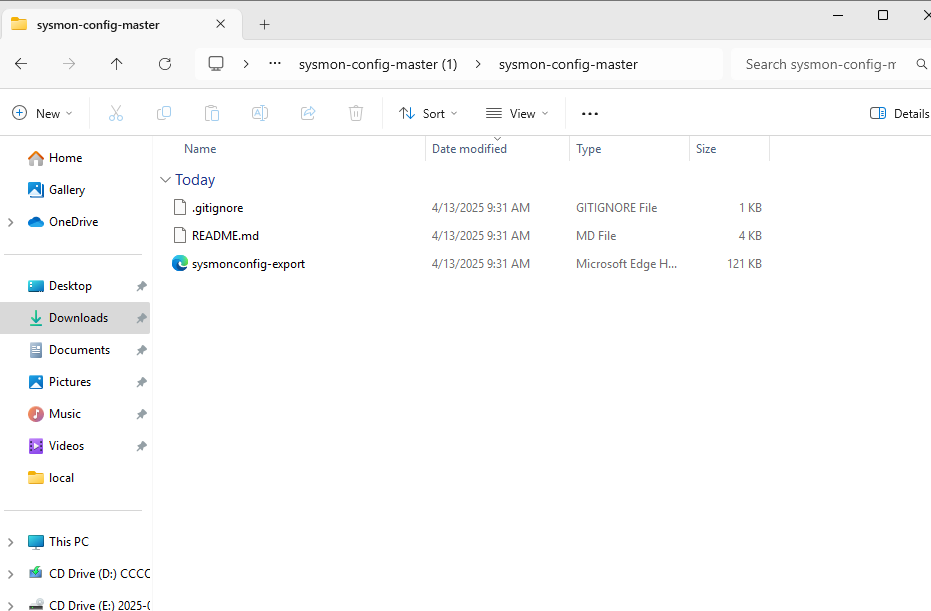 sysmon-config-master
sysmon-config-master (1) sysmon-config-master Search sysmon-config-m
New Sort View Details
Name Date modified Type Size
Home
Gallery
OneDrive
Desktop
Downloads
Documents
Pictures
Music
Videos
local
This PC
CD Drive (D:) CCCC
CD Drive (E:) 2025-0
Today
.gitignore 4/13/2025 9:31 AM GITIGNORE File 1 KB
README.md 4/13/2025 9:31 AM MD File 4 KB
sysmonconfig-export 4/13/2025 9:31 AM Microsoft Edge H... 121 KB